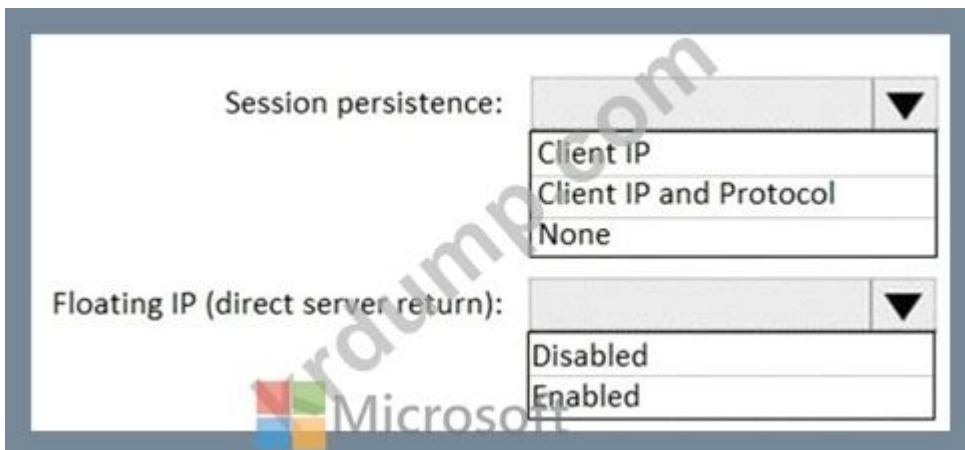 Session persistence:
Client IP
Client IP and Protocol
None
Floating IP (direct server return):
Disabled
Enabled
Microsoft